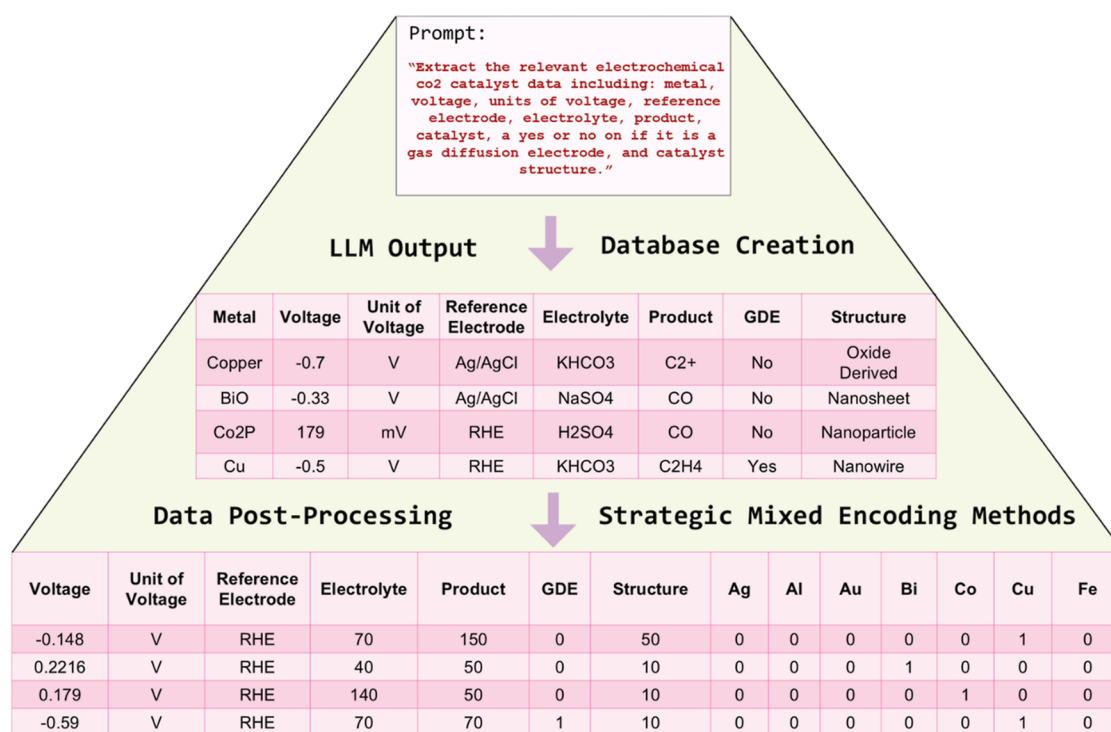 Prompt:
“Extract the relevant electrochemical
co2 catalyst data including: metal,
voltage, units of voltage, reference
electrode, electrolyte, product,
catalyst, a yes or no on if it is a
gas diffusion electrode, and catalyst
structure.”
LLM Output Database Creation
Metal Voltage Unit of Voltage Reference Electrode Electrolyte Product GDE Structure
Copper -0.7 V Ag/AgCl KHCO3 C2+ No Oxide Derived
BiO -0.33 V Ag/AgCl NaSO4 CO No Nanosheet
Co2P 179 mV RHE H2SO4 CO No Nanoparticle
Cu -0.5 V RHE KHCO3 C2H4 Yes Nanowire
Data Post-Processing Strategic Mixed Encoding Methods
Voltage Unit of Voltage Reference Electrode Electrolyte Product GDE Structure Ag Al Au Bi Co Cu Fe
-0.148 V RHE 70 150 0 50 0 0 0 0 0 1 0
0.2216 V RHE 40 50 0 10 0 0 0 1 0 0 0
0.179 V RHE 140 50 0 10 0 0 0 0 1 0 0
-0.59 V RHE 70 70 1 10 0 0 0 0 0 1 0